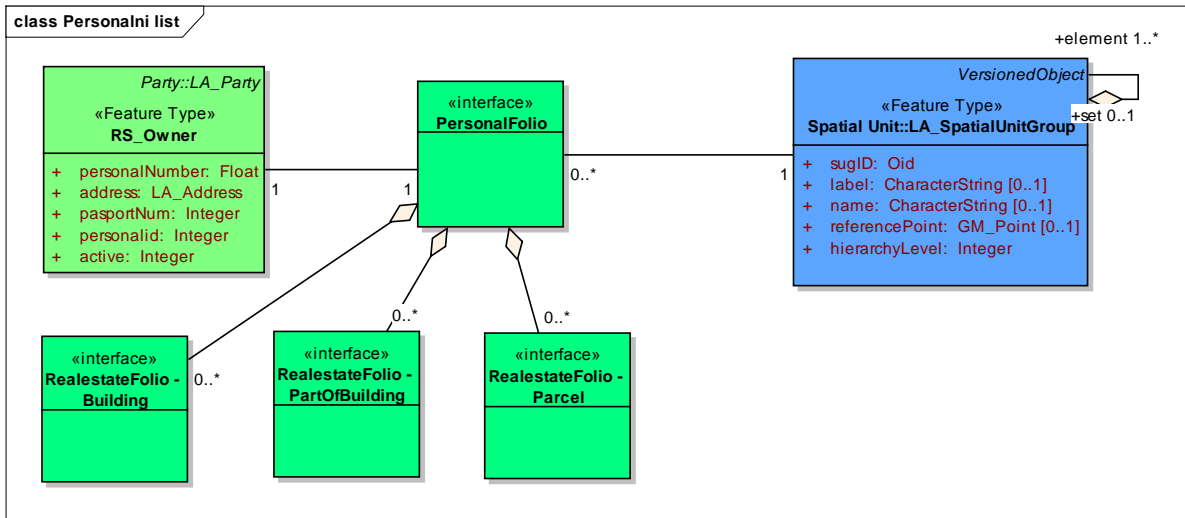 class Personalni list
+element 1..*
Party::LA_Party
«Feature Type»
RS_Owner
+ personalNumber: Float
+ address: LA_Address
+ pasportNum: Integer
+ personalid: Integer
+ active: Integer
1
1
«interface»
PersonalFolio
0..*
1
VersionedObject
«Feature Type»
Spatial Unit::LA_SpatialUnitGroup
+set 0..1
+ sugID: Oid
+ label: CharacterString [0..1]
+ name: CharacterString [0..1]
+ referencePoint: GM_Point [0..1]
+ hierarchyLevel: Integer
«interface»
RealestateFolio -
Building
0..*
0..*
«interface»
RealestateFolio -
PartOfBuilding
0..*
«interface»
RealestateFolio -
Parcel